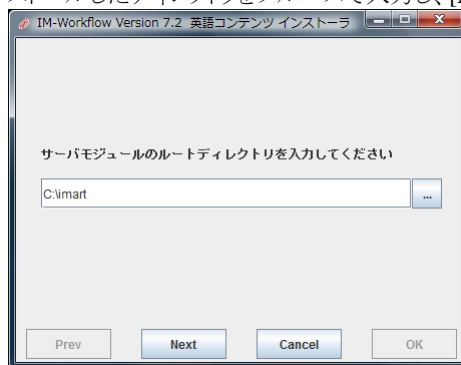 IM-Workflow Version 7.2 英語コンテンツ インストーラ
サーバモジュールのルートディレクトリを入力してください
C:\imart
...
Prev
Next
Cancel
OK